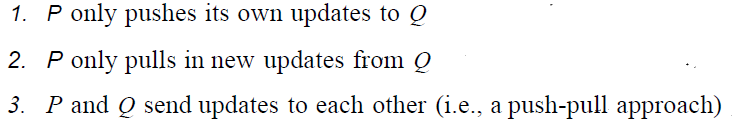 1. P only pushes its own updates to Q
2. P only pulls in new updates from Q
3. P and Q send updates to each other (i.e., a push-pull approach)